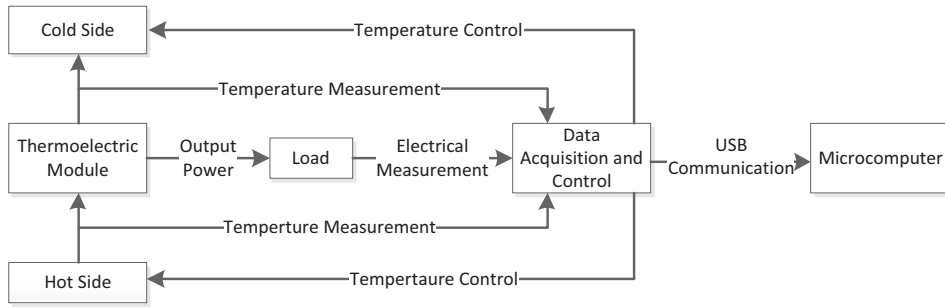 Cold Side
Temperature Control
Temperature Measurement
Thermoelectric
Module
Output
Power
Load
Electrical
Measurement
Data
Acquisition and
Control
USB
Communication
Microcomputer
Temperture Measurement
Hot Side
Tempertaure Control